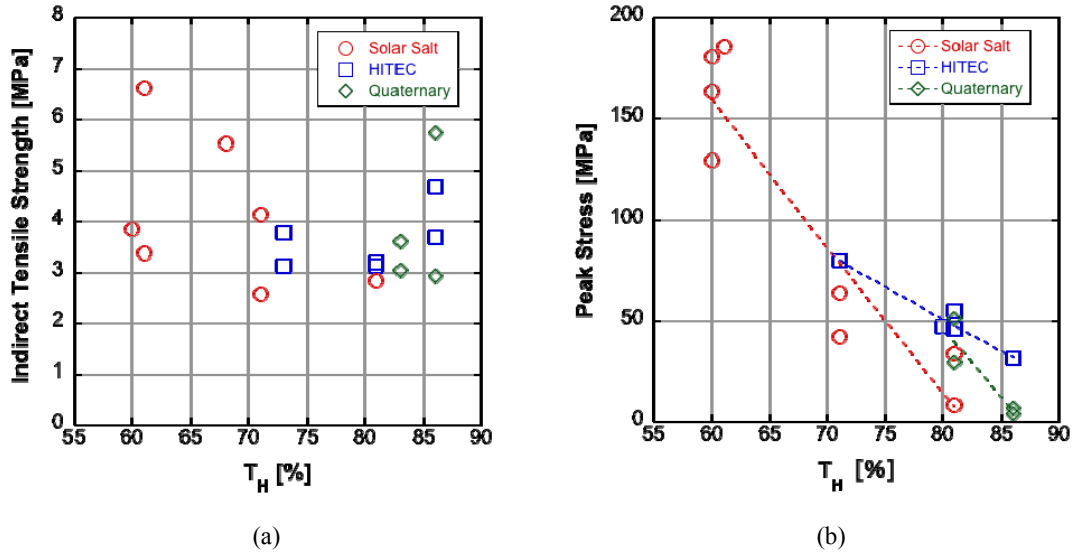 8
7
6
5
4
3
2
1
0
55 60 65 70 75 80 85 90
Indirect Tensile Strength [MPa]
T_H [%]
Solar Salt
HITEC
Quaternary
(a)
200
150
100
50
0
55 60 65 70 75 80 85 90
Peak Stress [MPa]
T_H [%]
Solar Salt
HITEC
Quaternary
(b)